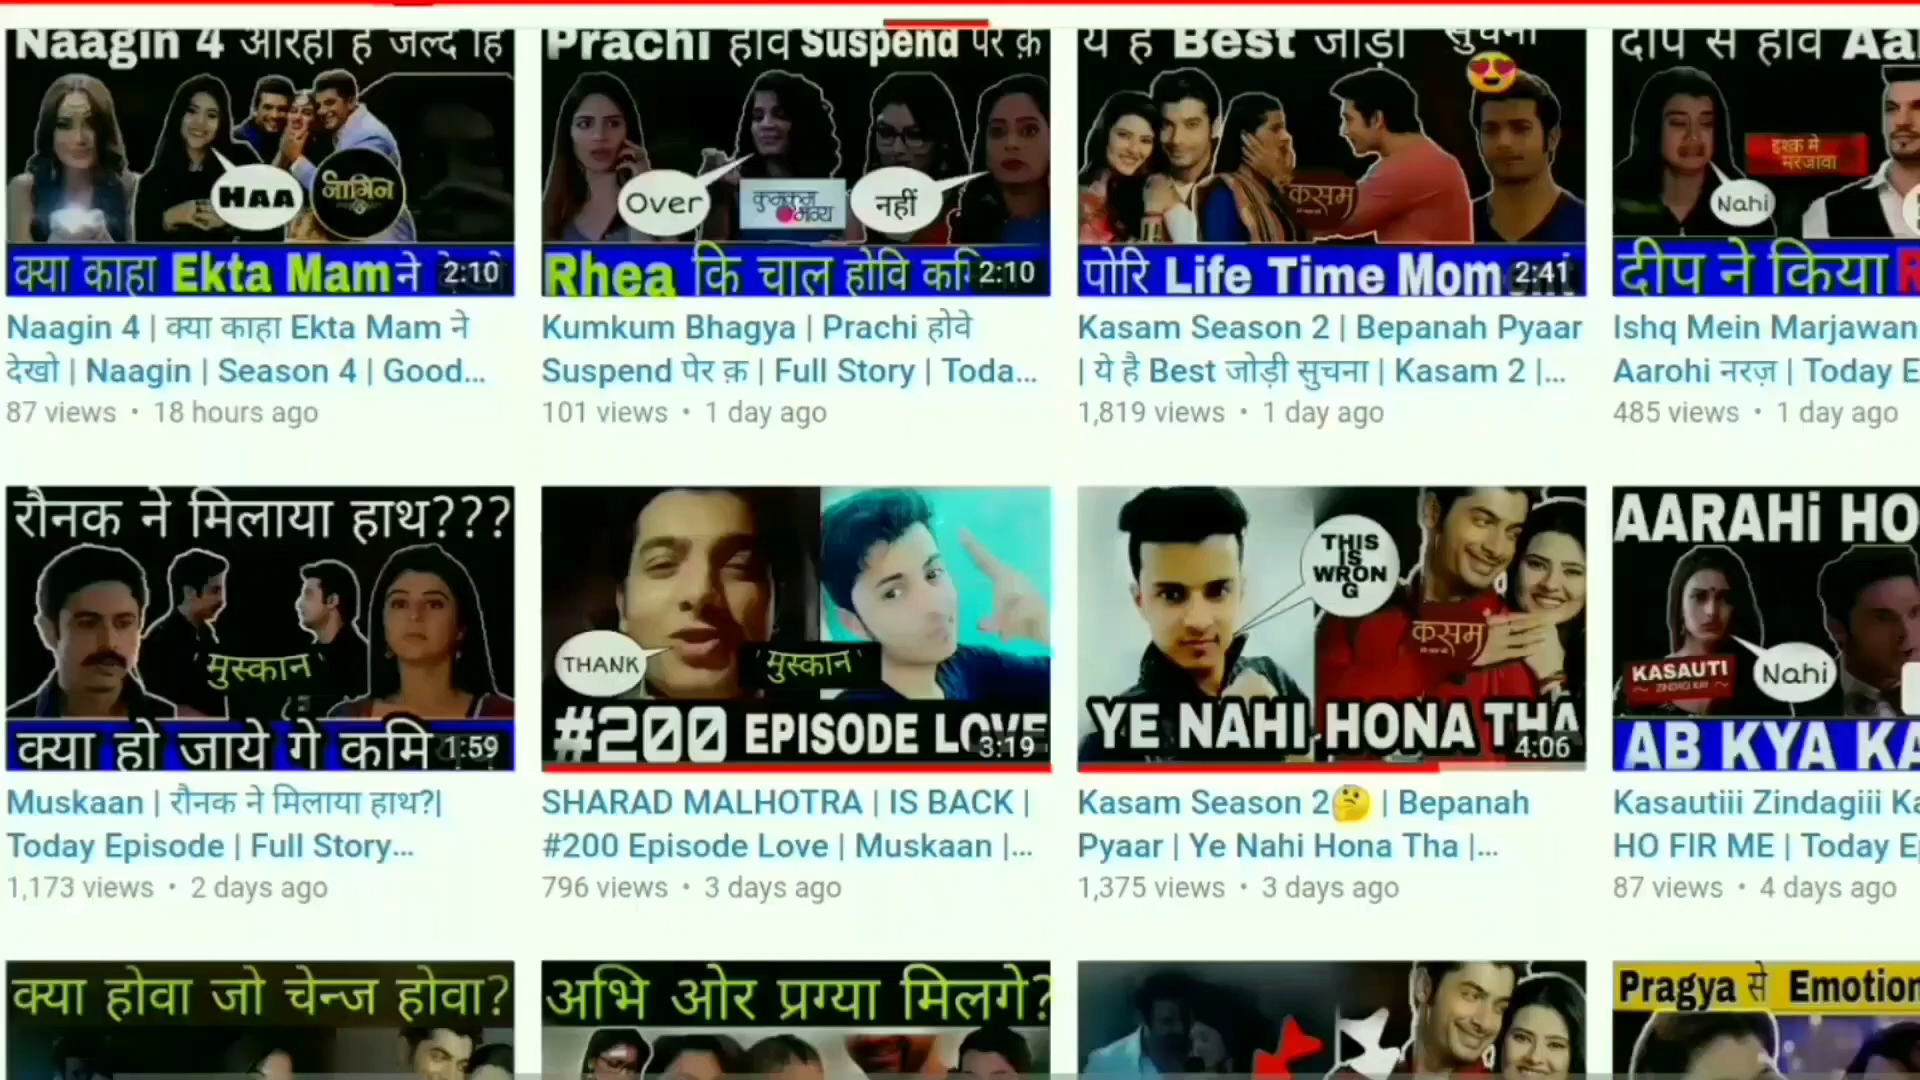 Naagin 4 आरहा है जल्द हि
HAA
नागिन
क्या काहा Ekta Mam ने
2:10
Naagin 4 | क्या काहा Ekta Mam ने
देखो | Naagin | Season 4 | Good...
87 views • 18 hours ago
Prachi होवे Suspend पेर क़
Over
कुमकुम
भाग्य
नहीं
Rhea कि चाल होवि
2:10
Kumkum Bhagya | Prachi होवे
Suspend पेर क़ | Full Story | Toda...
101 views • 1 day ago
ये है Best जोड़ी सुचना
कसम
पोरि Life Time Mom
2:41
Kasam Season 2 | Bepanah Pyaar
| ये है Best जोड़ी सुचना | Kasam 2 |...
1,819 views • 1 day ago
दीप से होवे Aa
Nahi
इश्क़ में
मरजावां
दीप ने किया R
Ishq Mein Marjawan
Aarohi नरज़ | Today E
485 views • 1 day ago
रौनक ने मिलाया हाथ???
मुस्कान
क्या हो जाये गे कमि
1:59
Muskaan | रौनक ने मिलाया हाथ?|
Today Episode | Full Story...
1,173 views • 2 days ago
THANK
'मुस्कान'
#200 EPISODE LOVE
3:19
SHARAD MALHOTRA | IS BACK |
#200 Episode Love | Muskaan |...
796 views • 3 days ago
THIS
IS
WRON
G
कसम
YE NAHI HONA THA
4:06
Kasam Season 2🤔 | Bepanah
Pyaar | Ye Nahi Hona Tha |...
1,375 views • 3 days ago
AARAHi HO
KASAUTI
ZINDAGII KAY
Nahi
AB KYA KA
Kasautiii Zindagiii Ka
HO FIR ME | Today E
87 views • 4 days ago
क्या होवा जो चेन्ज होवा?
अभि ओर प्रग्या मिलगे?
Pragya से Emotion